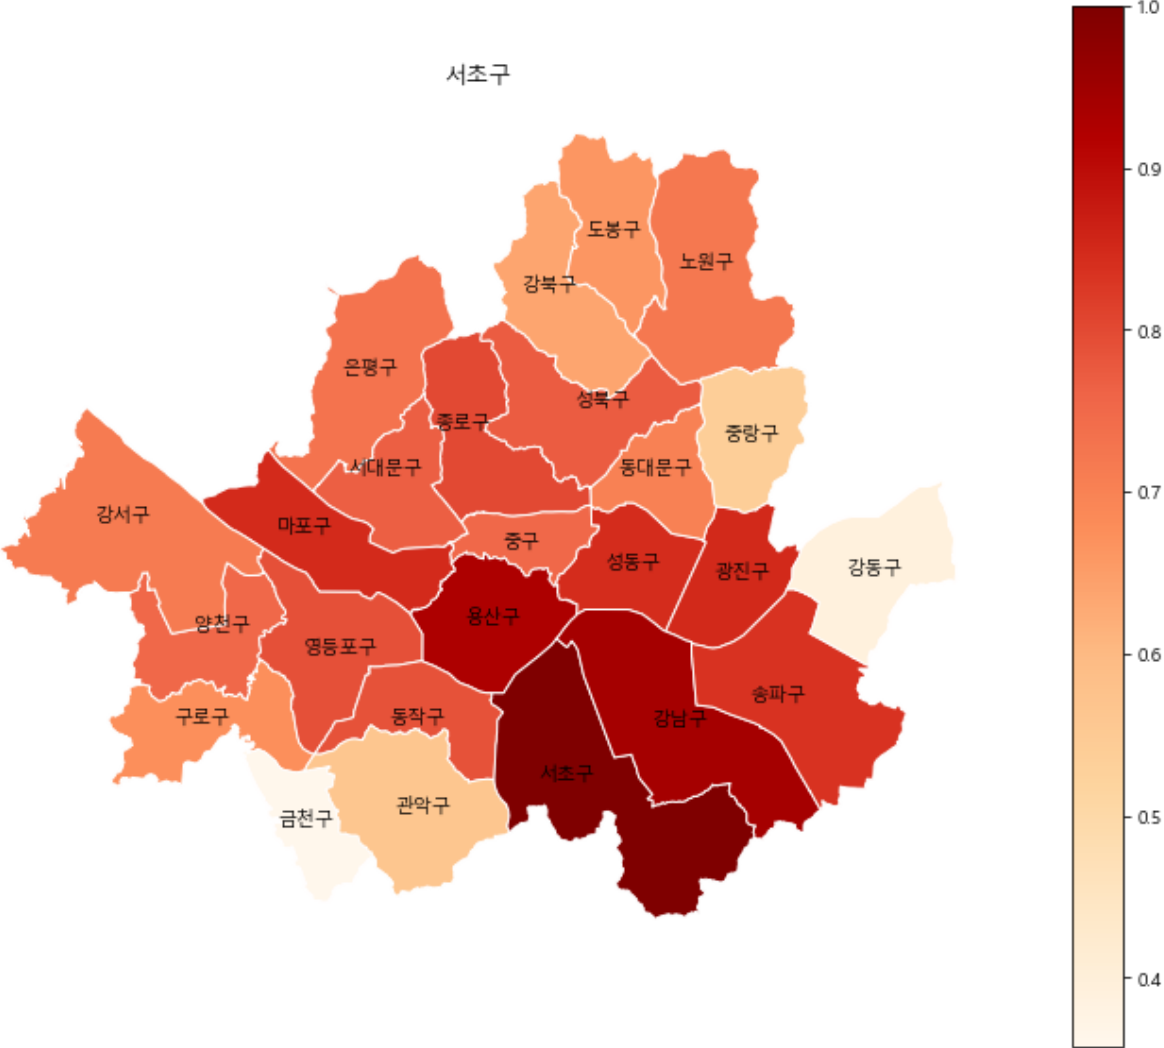 서초구
도봉구
노원구
강북구
은평구
성북구
종로구
중랑구
서대문구
동대문구
강서구
마포구
중구
성동구
광진구
강동구
용산구
양천구
영등포구
송파구
구로구
동작구
강남구
서초구
관악구
금천구
1.0
0.9
0.8
0.7
0.6
0.5
0.4